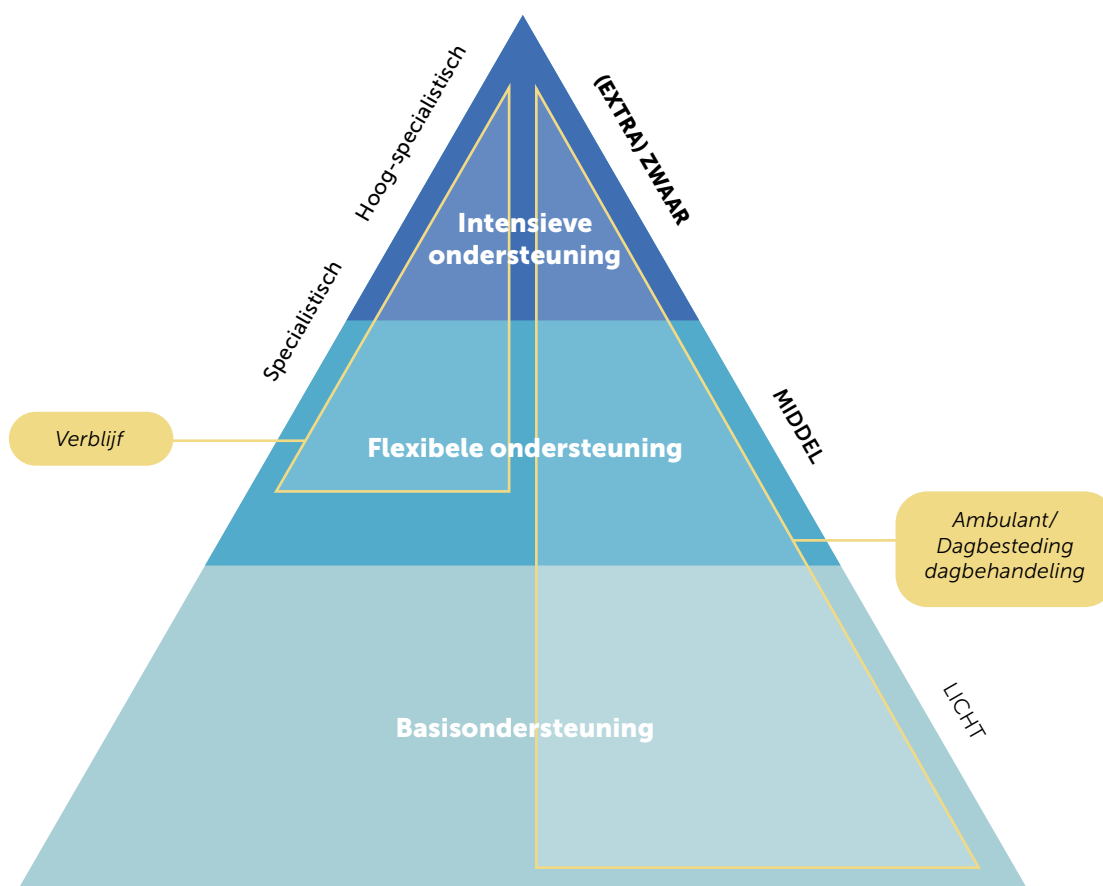 Hoog-specialistisch
(EXTRA) ZWAAR
Intensieve
ondersteuning
Specialistisch
MIDDEL
Verblijf
Flexibele ondersteuning
Ambulant/
Dagbesteding
dagbehandeling
LICHT
Basisondersteuning